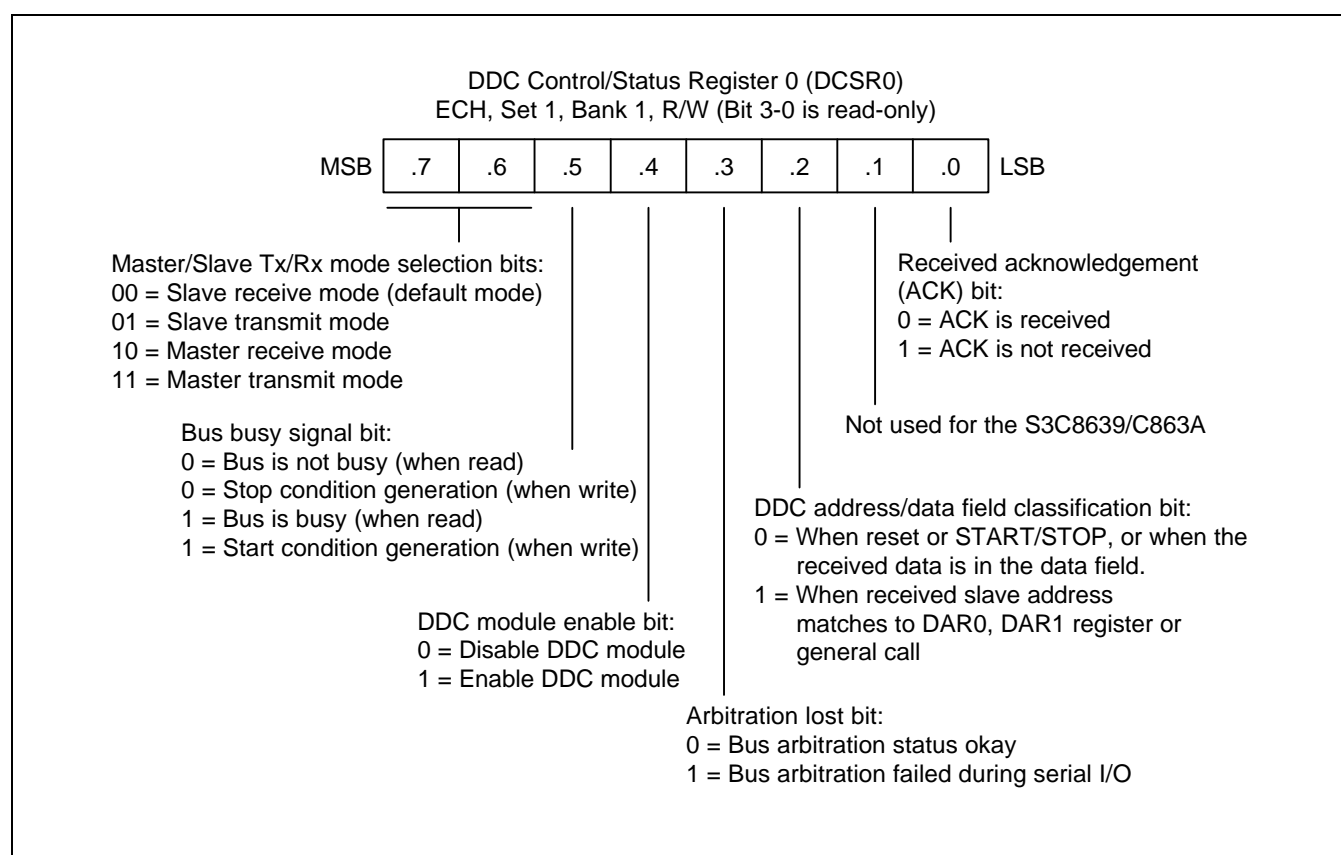 DDC Control/Status Register 0 (DCSR0)
ECH, Set 1, Bank 1, R/W (Bit 3-0 is read-only)
MSB .7 .6 .5 .4 .3 .2 .1 .0 LSB
Master/Slave Tx/Rx mode selection bits:
00 = Slave receive mode (default mode)
01 = Slave transmit mode
10 = Master receive mode
11 = Master transmit mode
Received acknowledgement
(ACK) bit:
0 = ACK is received
1 = ACK is not received
Not used for the S3C8639/C863A
Bus busy signal bit:
0 = Bus is not busy (when read)
0 = Stop condition generation (when write)
1 = Bus is busy (when read)
1 = Start condition generation (when write)
DDC address/data field classification bit:
0 = When reset or START/STOP, or when the
received data is in the data field.
1 = When received slave address
matches to DAR0, DAR1 register or
general call
DDC module enable bit:
0 = Disable DDC module
1 = Enable DDC module
Arbitration lost bit:
0 = Bus arbitration status okay
1 = Bus arbitration failed during serial I/O